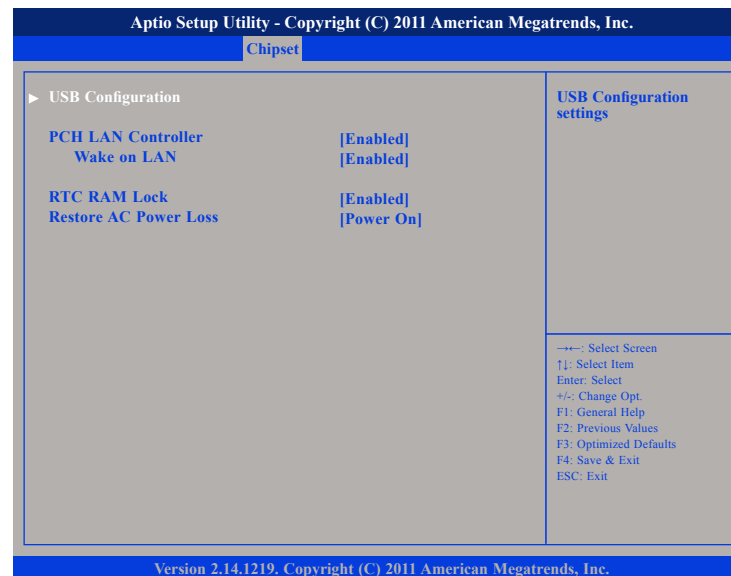 Aptio Setup Utility - Copyright (C) 2011 American Megatrends, Inc.
Chipset
► USB Configuration
PCH LAN Controller [Enabled]
Wake on LAN [Enabled]
RTC RAM Lock [Enabled]
Restore AC Power Loss [Power On]
USB Configuration
settings
→←: Select Screen
↑↓: Select Item
Enter: Select
+/-: Change Opt.
F1: General Help
F2: Previous Values
F3: Optimized Defaults
F4: Save & Exit
ESC: Exit
Version 2.14.1219. Copyright (C) 2011 American Megatrends, Inc.